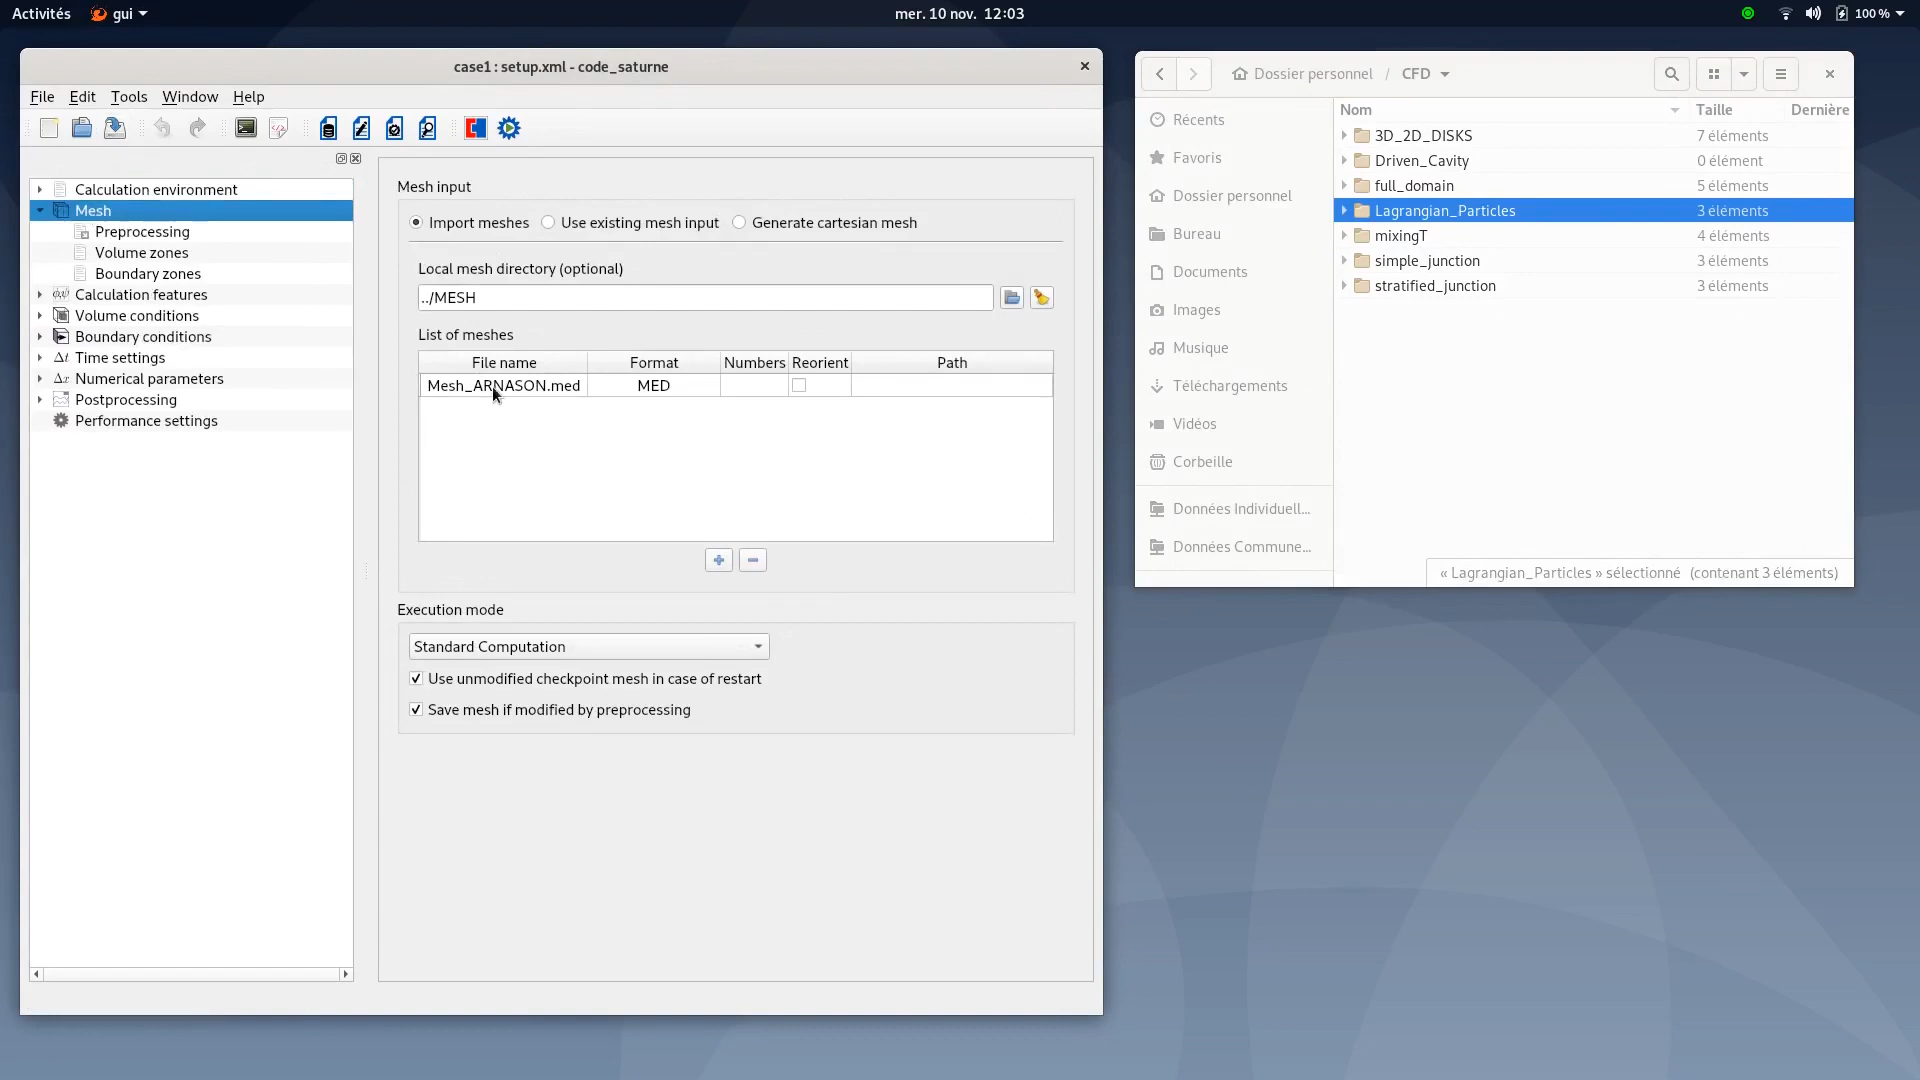 Activités gui mer. 10 nov. 12:03 100 %
case1 : setup.xml - code_saturne
File Edit Tools Window Help
Calculation environment
Mesh
Preprocessing
Volume zones
Boundary zones
Calculation features
Volume conditions
Boundary conditions
Δt Time settings
Δx Numerical parameters
Postprocessing
Performance settings
Mesh input
Import meshes Use existing mesh input Generate cartesian mesh
Local mesh directory (optional)
../MESH
List of meshes
File name Format Numbers Reorient Path
Mesh_ARNASON.med MED
Execution mode
Standard Computation
Use unmodified checkpoint mesh in case of restart
Save mesh if modified by preprocessing
Dossier personnel / CFD
Récents
Favoris
Dossier personnel
Bureau
Documents
Images
Musique
Téléchargements
Vidéos
Corbeille
Données Individuell...
Données Commune...
Nom Taille Dernière
3D_2D_DISKS 7 éléments
Driven_Cavity 0 élément
full_domain 5 éléments
Lagrangian_Particles 3 éléments
mixingT 4 éléments
simple_junction 3 éléments
stratified_junction 3 éléments
« Lagrangian_Particles » sélectionné (contenant 3 éléments)